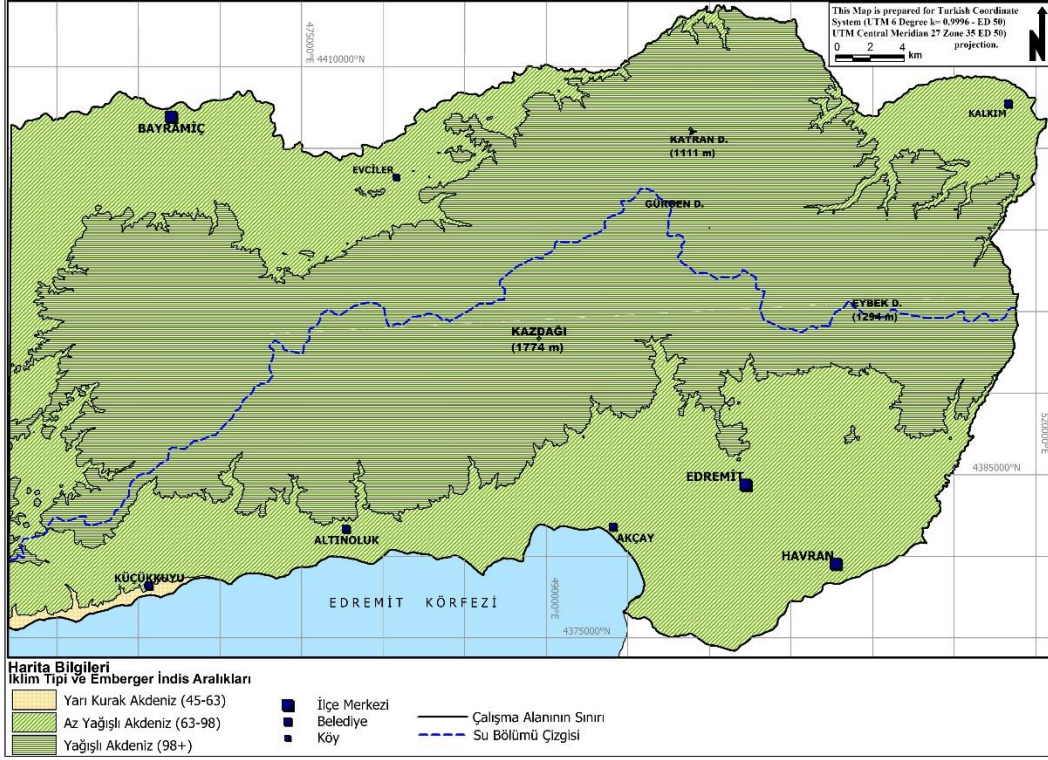 This Map is prepared for Turkish Coordinate
System (UTM 6 Degree k= 0.9996 - ED 50)
UTM Central Meridian 27 Zone 35 ED 50)
projection.
0 2 4
km
N
475000°E
4410000°N
BAYRAMİÇ
KALKIM
KATRAN D.
(1111 m)
EVCİLER
GÜRGEN D.
EYBEK D.
(1294 m)
KAZDAĞI
(1774 m)
520000°E
4385000°N
EDREMİT
ALTINOLUK
AKÇAY
HAVRAN
KÜÇÜKKUYU
490000°E
EDREMİT KÖRFEZİ
4375000°N
Harita Bilgileri
İklim Tipi ve Emberger İndis Aralıkları
Yarı Kurak Akdeniz (45-63)
Az Yağışlı Akdeniz (63-98)
Yağışlı Akdeniz (98+)
İlçe Merkezi
Belediye
Köy
Çalışma Alanının Sınırı
Su Bölümü Çizgisi